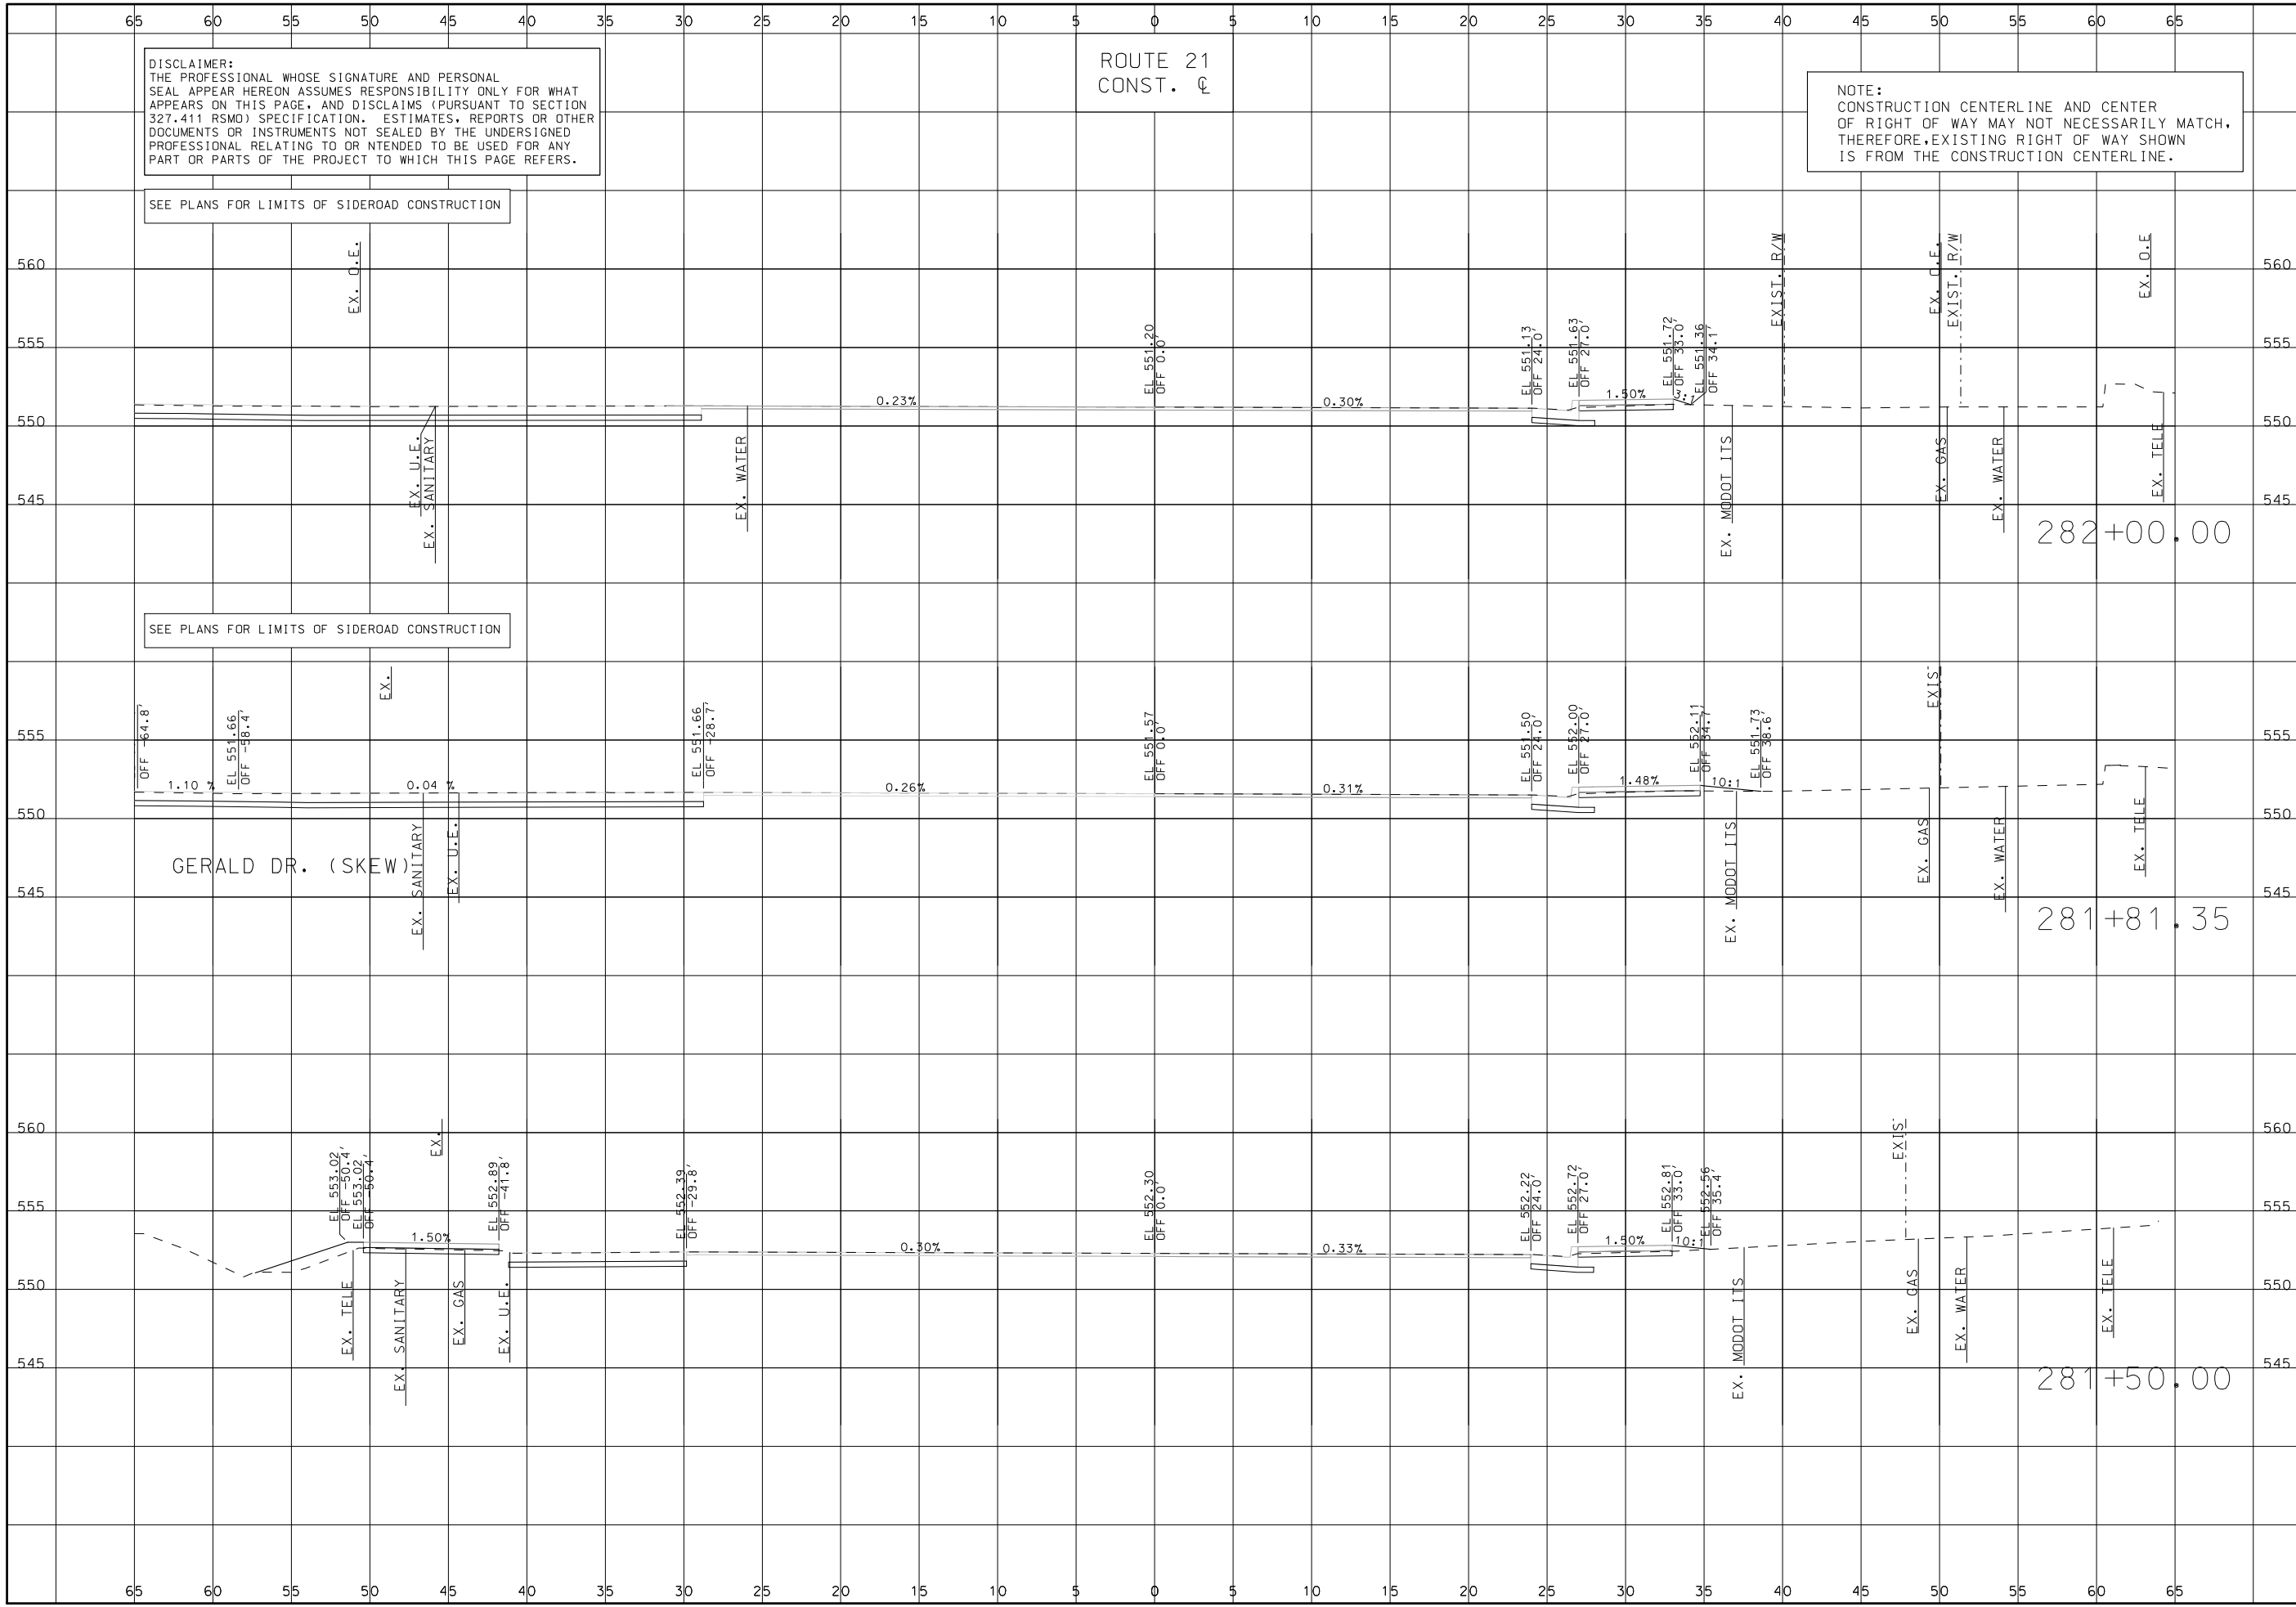 65 60 55 50 45 40 35 30 25 20 15 10 5 0 5 10 15 20 25 30 35 40 45 50 55 60 65
DISCLAIMER:
THE PROFESSIONAL WHOSE SIGNATURE AND PERSONAL
SEAL APPEAR HEREON ASSUMES RESPONSIBILITY ONLY FOR WHAT
APPEARS ON THIS PAGE, AND DISCLAIMS (PURSUANT TO SECTION
327.411 RSMO) SPECIFICATION. ESTIMATES, REPORTS OR OTHER
DOCUMENTS OR INSTRUMENTS NOT SEALED BY THE UNDERSIGNED
PROFESSIONAL RELATING TO OR NTENDED TO BE USED FOR ANY
PART OR PARTS OF THE PROJECT TO WHICH THIS PAGE REFERS.
ROUTE 21
CONST. ℄
NOTE:
CONSTRUCTION CENTERLINE AND CENTER
OF RIGHT OF WAY MAY NOT NECESSARILY MATCH,
THEREFORE,EXISTING RIGHT OF WAY SHOWN
IS FROM THE CONSTRUCTION CENTERLINE.
SEE PLANS FOR LIMITS OF SIDEROAD CONSTRUCTION
EX. O.E.
EXIST. R/W
EX. O.E.
EXIST. R/W
EX. O.E
560 560
555 555
550 550
545 545
EL 551.20
OFF 0.0'
EL 551.13
OFF 24.0'
EL 551.63
OFF 27.0'
EL 551.72
OFF 33.0'
EL 551.36
OFF 34.1'
0.23%
0.30%
1.50%
3:1
EX. U.E.
EX. SANITARY
EX. WATER
EX. MODOT ITS
EX. GAS
EX. WATER
EX. TELE
282+00.00
SEE PLANS FOR LIMITS OF SIDEROAD CONSTRUCTION
EX.
EXIS
OFF -64.8'
EL 551.66
OFF -58.4'
EL 551.66
OFF -28.7'
EL 551.57
OFF 0.0'
EL 551.50
OFF 24.0'
EL 552.00
OFF 27.0'
EL 552.11
OFF 34.7'
EL 551.73
OFF 38.6'
555 555
550 550
545 545
1.10 %
0.04 %
0.26%
0.31%
1.48%
10:1
GERALD DR. (SKEW)
EX. SANITARY
EX. U.E.
EX. MODOT ITS
EX. GAS
EX. WATER
EX. TELE
281+81.35
EX.
EXIS
560 560
555 555
550 550
545 545
EL 553.02
OFF -50.4'
EL 553.02
OFF -50.4'
EL 552.89
OFF -41.8'
EL 552.39
OFF -29.8'
EL 552.30
OFF 0.0'
EL 552.22
OFF 24.0'
EL 552.72
OFF 27.0'
EL 552.81
OFF 33.0'
EL 552.56
OFF 35.4'
1.50%
0.30%
0.33%
1.50%
10:1
EX. TELE
EX. SANITARY
EX. GAS
EX. U.E.
EX. MODOT ITS
EX. GAS
EX. WATER
EX. TELE
281+50.00
65 60 55 50 45 40 35 30 25 20 15 10 5 0 5 10 15 20 25 30 35 40 45 50 55 60 65